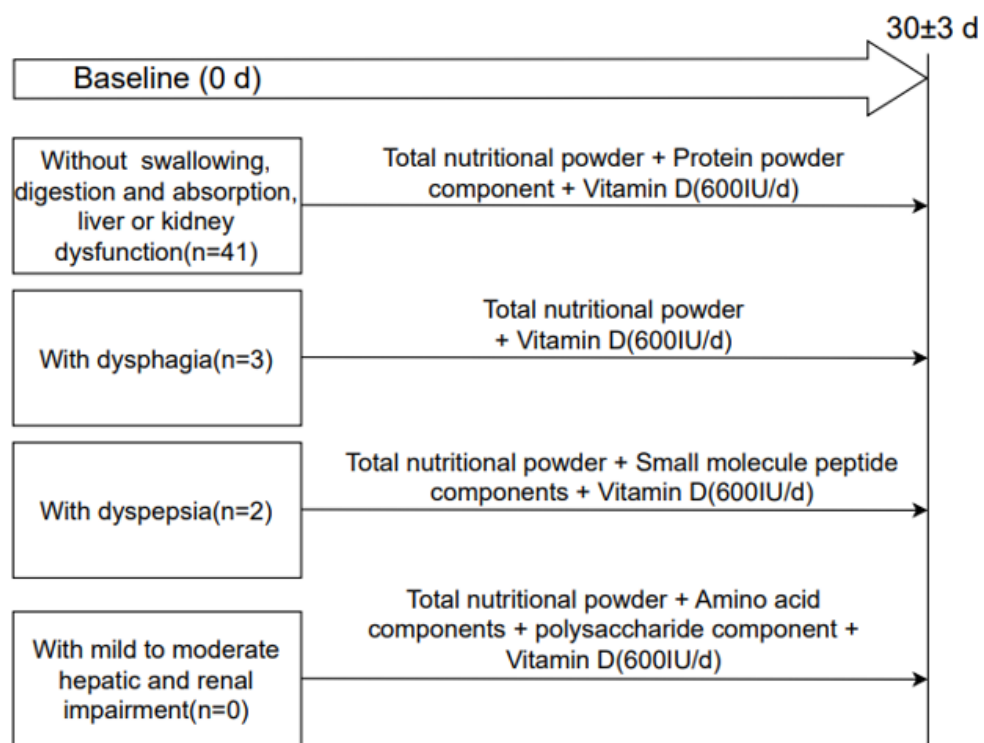 30±3 d
Baseline (0 d)
Without swallowing,
digestion and absorption,
liver or kidney
dysfunction(n=41)
Total nutritional powder + Protein powder
component + Vitamin D(600IU/d)
With dysphagia(n=3)
Total nutritional powder
+ Vitamin D(600IU/d)
With dyspepsia(n=2)
Total nutritional powder + Small molecule peptide
components + Vitamin D(600IU/d)
With mild to moderate
hepatic and renal
impairment(n=0)
Total nutritional powder + Amino acid
components + polysaccharide component +
Vitamin D(600IU/d)